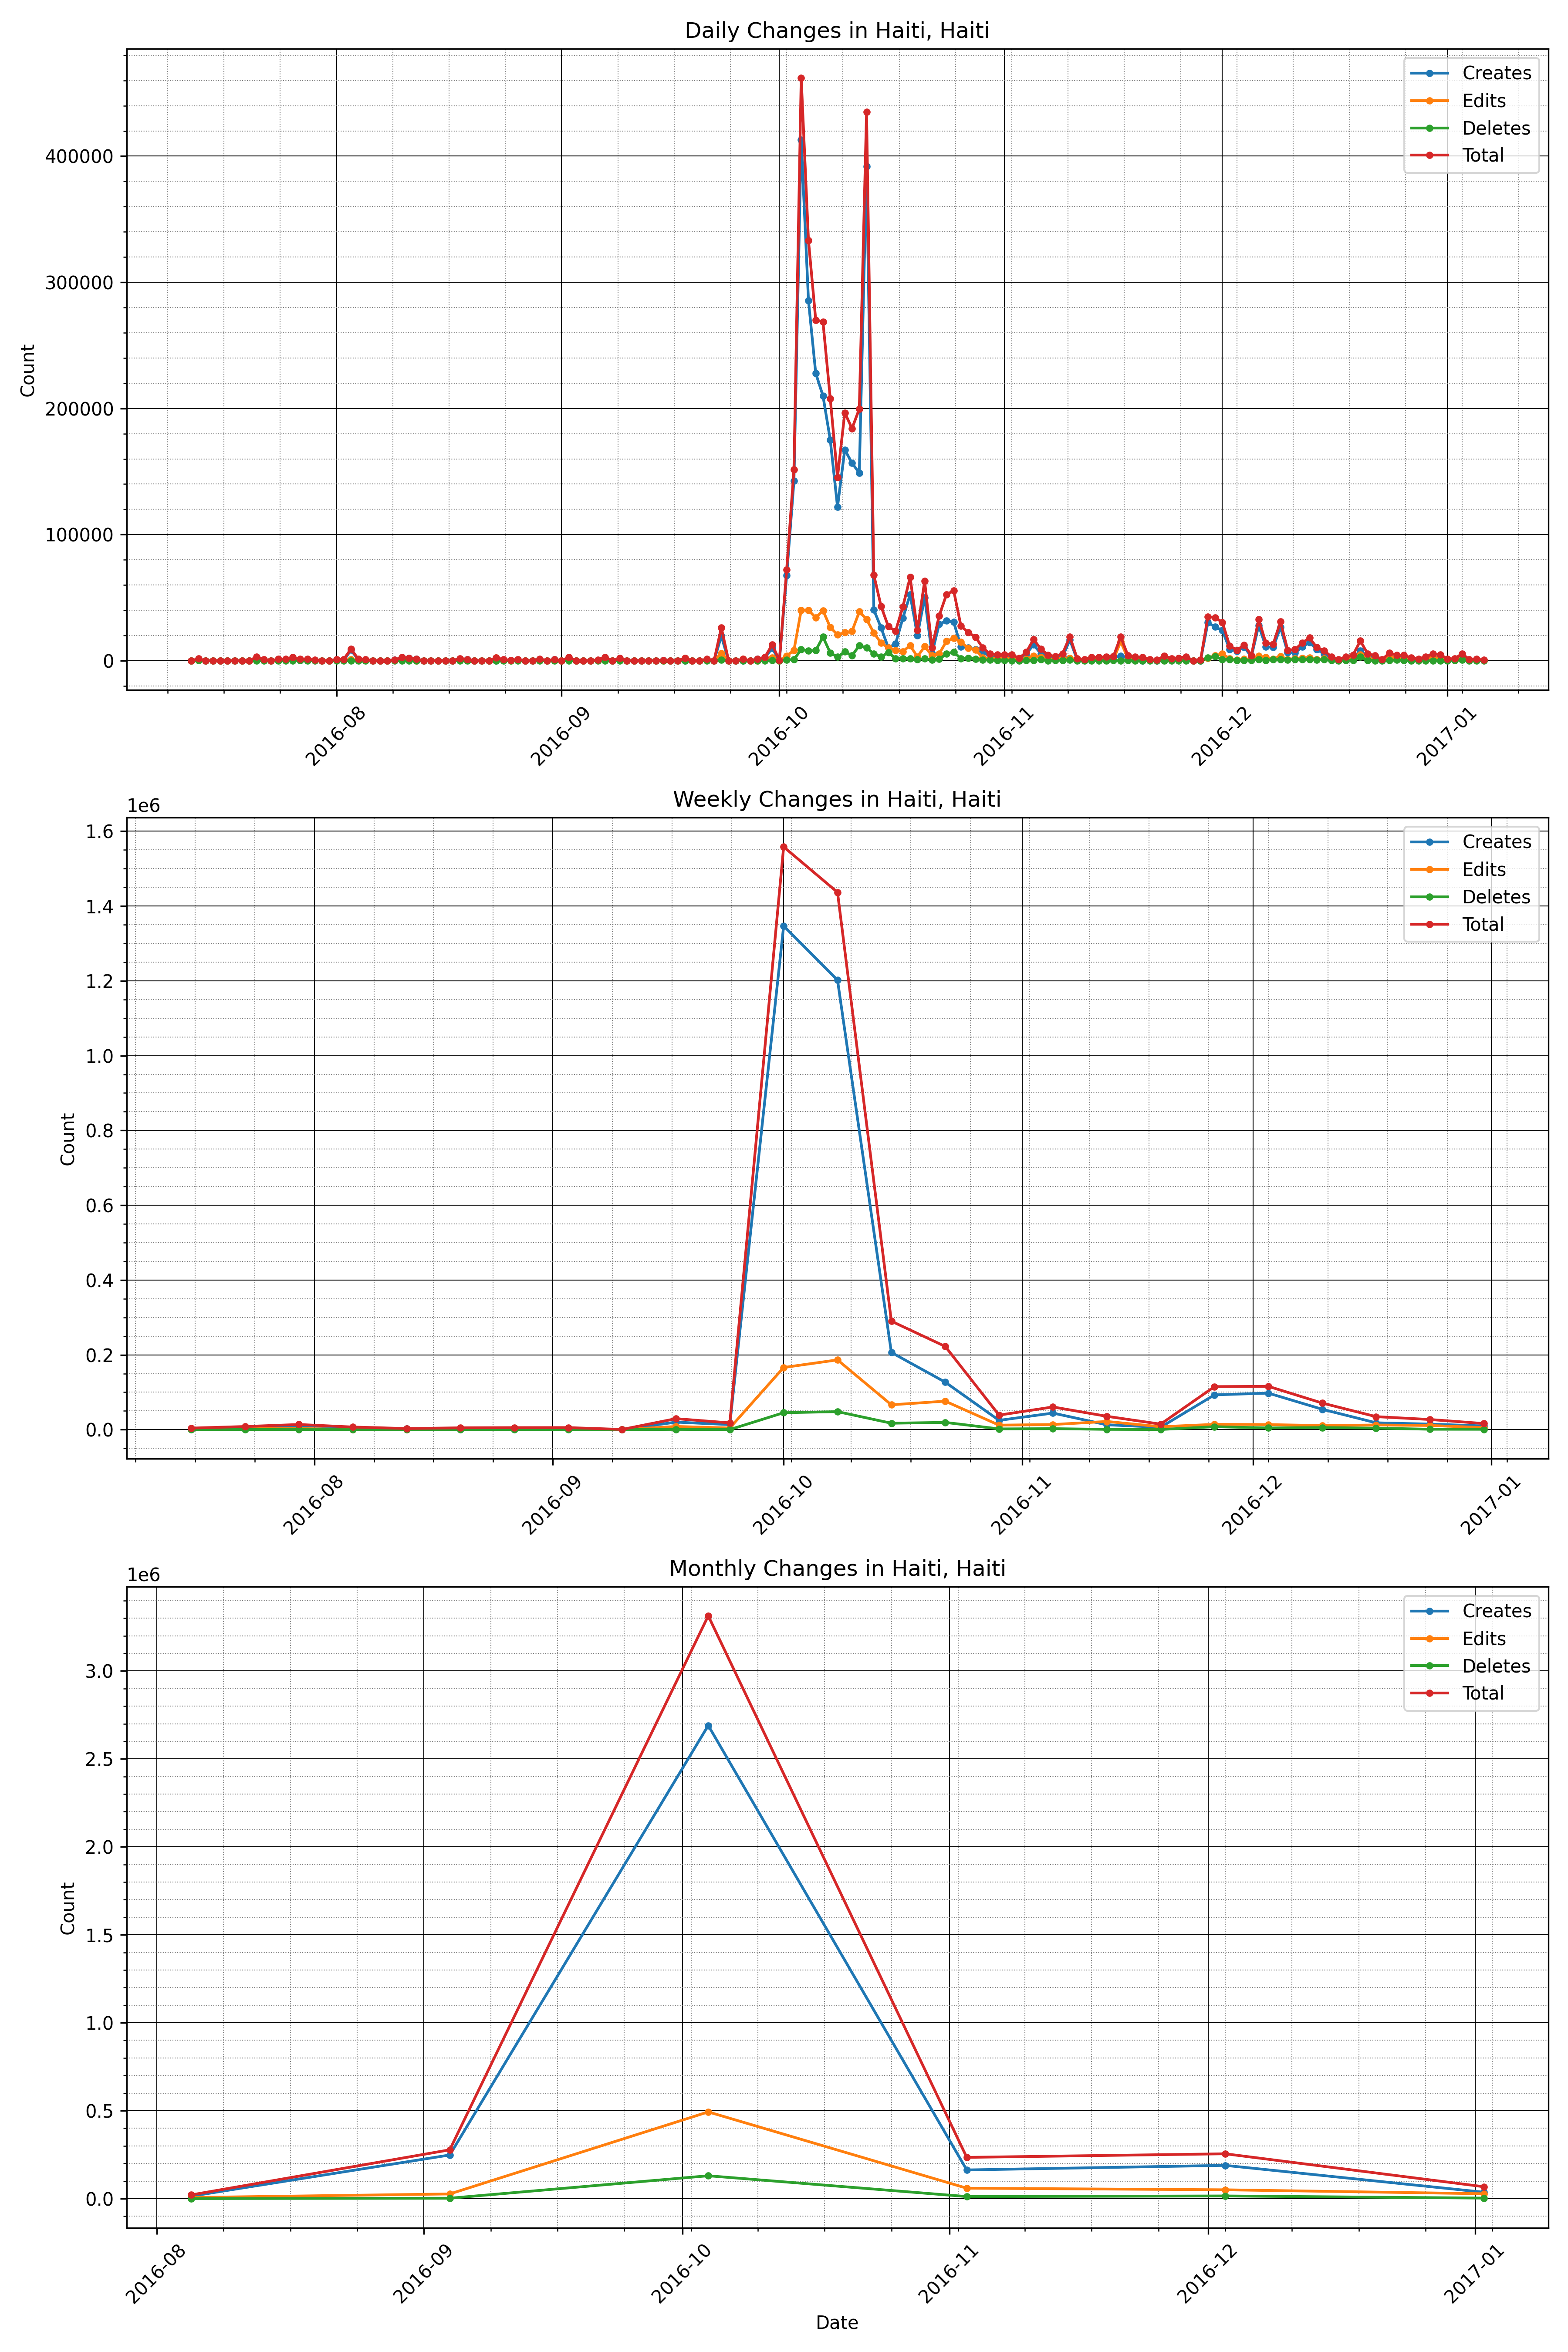 Daily Changes in Haiti, Haiti
Creates
Edits
Deletes
Total
Count
400000
300000
200000
100000
0
2016-08
2016-09
2016-10
2016-11
2016-12
2017-01
Weekly Changes in Haiti, Haiti
1e6
Creates
Edits
Deletes
Total
Count
1.6
1.4
1.2
1.0
0.8
0.6
0.4
0.2
0.0
2016-08
2016-09
2016-10
2016-11
2016-12
2017-01
Monthly Changes in Haiti, Haiti
1e6
Creates
Edits
Deletes
Total
Count
3.0
2.5
2.0
1.5
1.0
0.5
0.0
2016-08
2016-09
2016-10
2016-11
2016-12
2017-01
Date